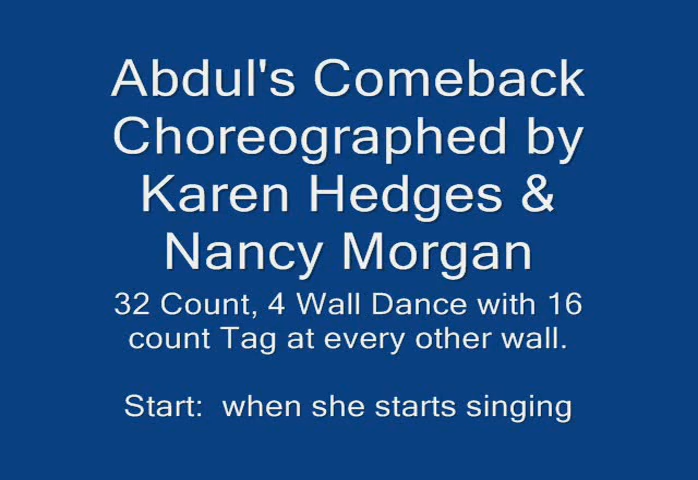 Abdul's Comeback
Choreographed by
Karen Hedges &
Nancy Morgan
32 Count, 4 Wall Dance with 16
count Tag at every other wall.
Start:  when she starts singing